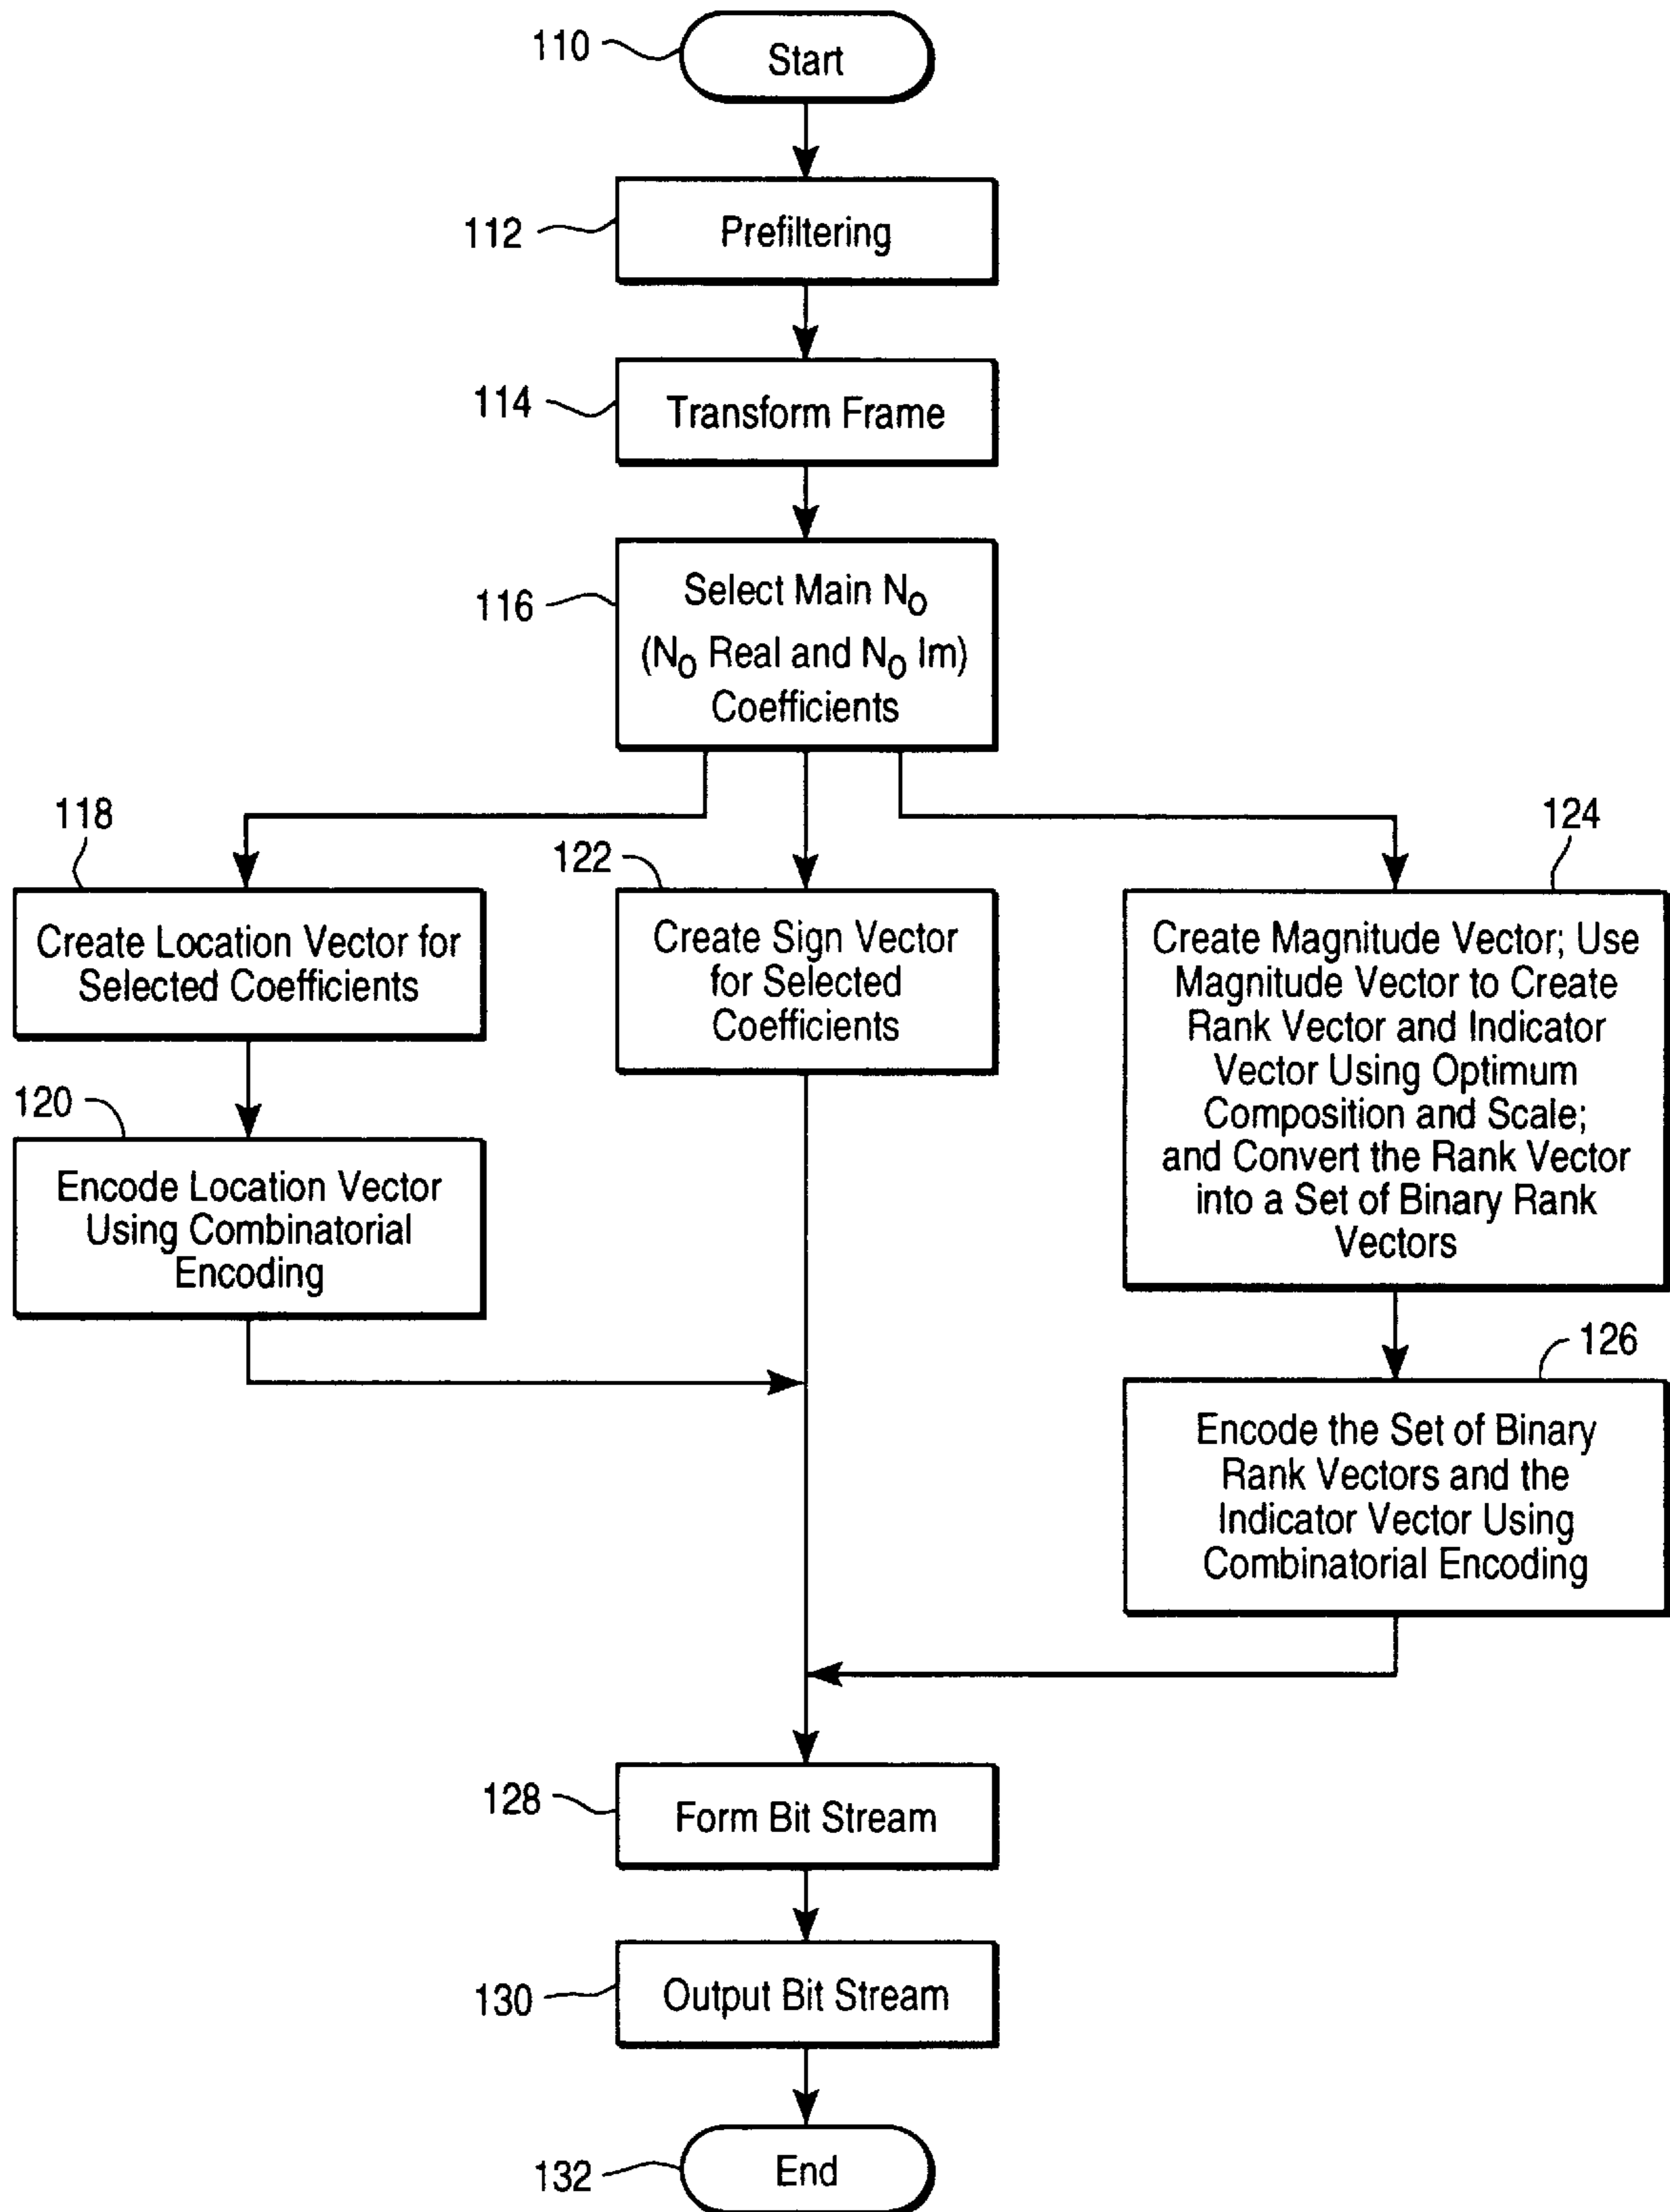 110
Start
112
Prefiltering
114
Transform Frame
116
Select Main No
(No Real and No Im)
Coefficients
118
Create Location Vector for
Selected Coefficients
120
Encode Location Vector
Using Combinatorial
Encoding
122
Create Sign Vector
for Selected
Coefficients
124
Create Magnitude Vector; Use
Magnitude Vector to Create
Rank Vector and Indicator
Vector Using Optimum
Composition and Scale;
and Convert the Rank Vector
into a Set of Binary Rank
Vectors
126
Encode the Set of Binary
Rank Vectors and the
Indicator Vector Using
Combinatorial Encoding
128
Form Bit Stream
130
Output Bit Stream
132
End